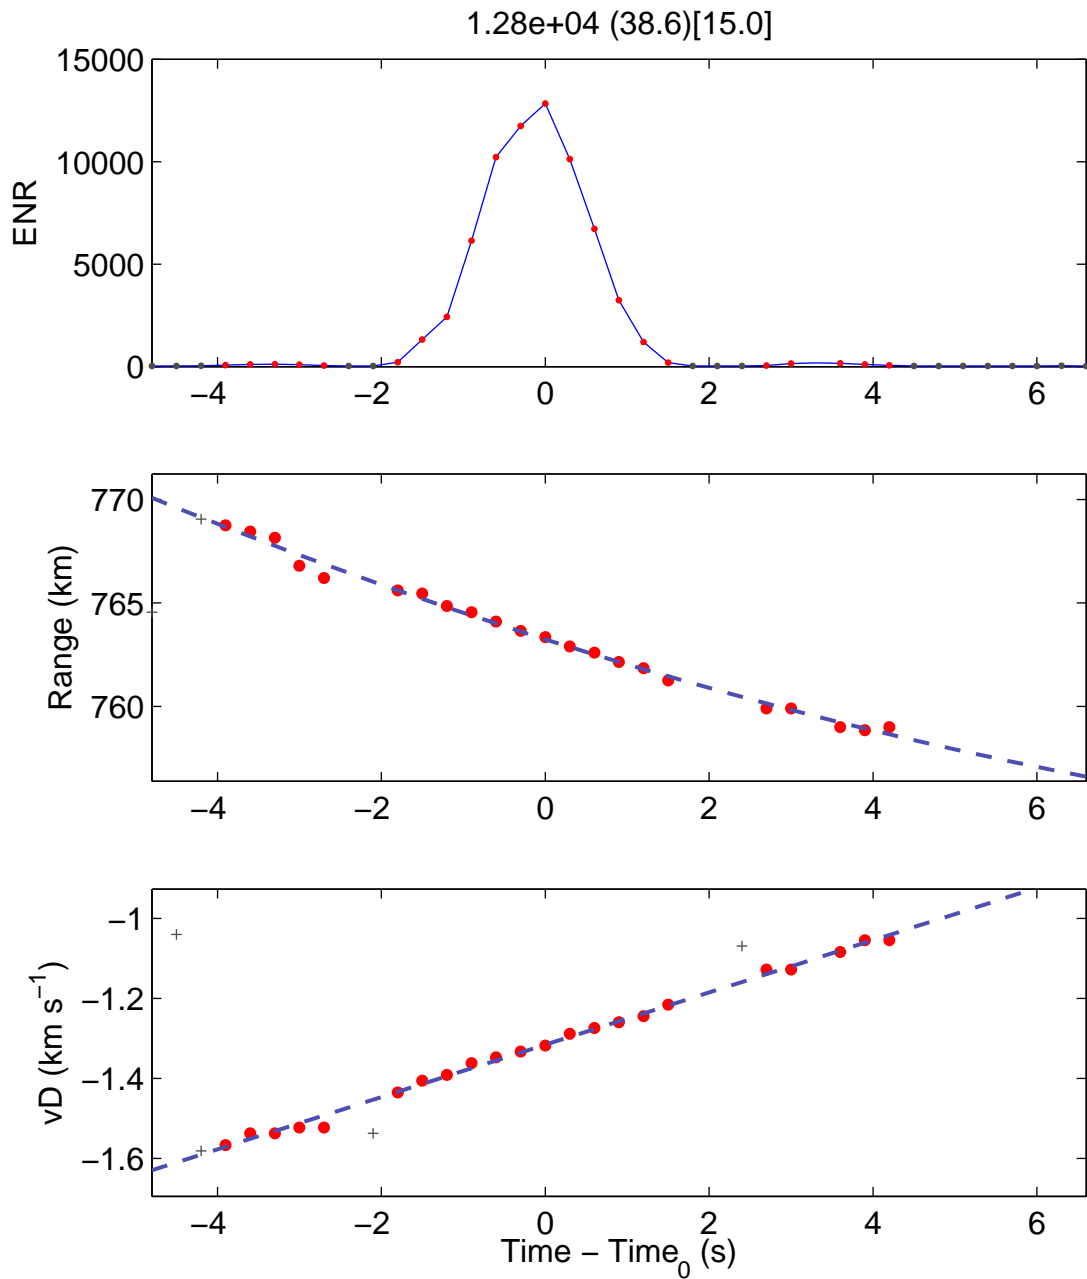 1.28e+04 (38.6)[15.0]
15000
10000
5000
0
ENR
−4 −2 0 2 4 6
770
765
760
Range (km)
−4 −2 0 2 4 6
−1
−1.2
−1.4
−1.6
vD (km s⁻¹)
−4 −2 0 2 4 6
Time − Time₀ (s)